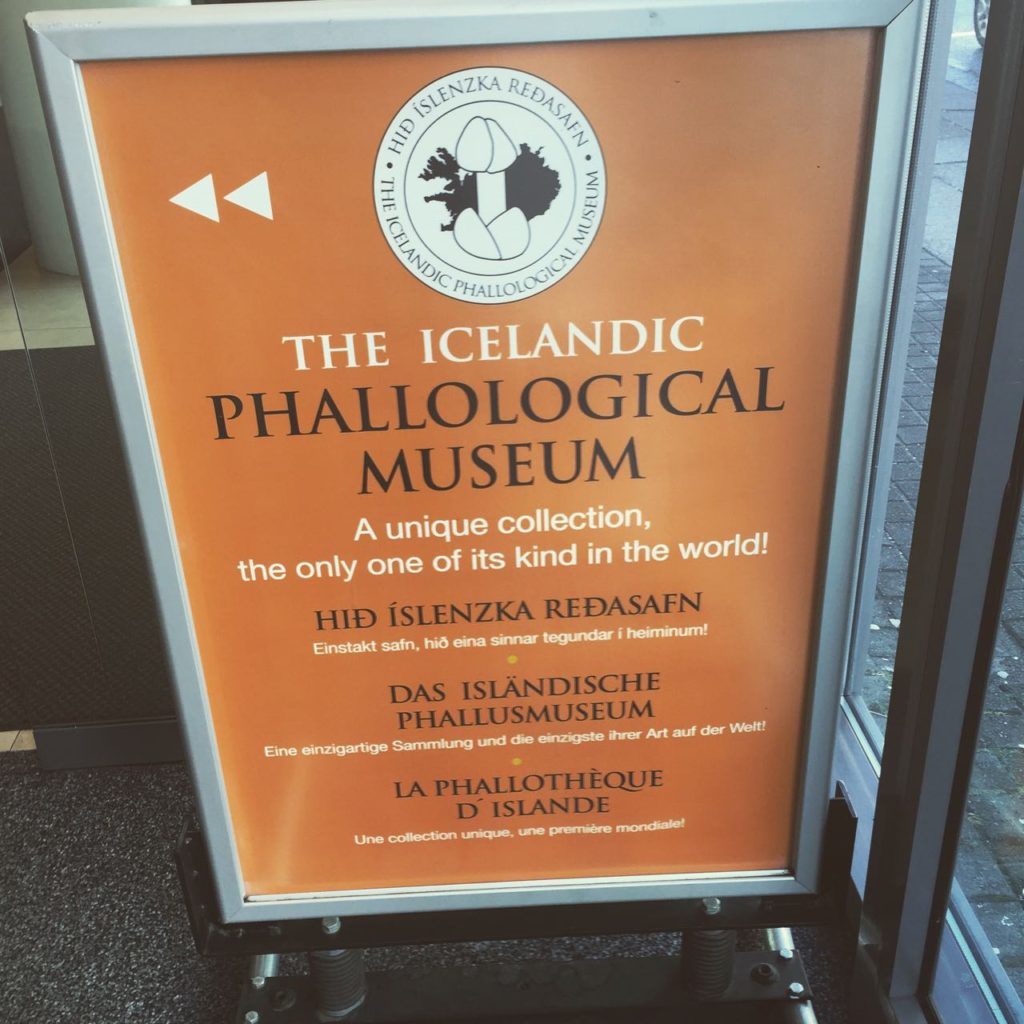 • HIÐ ÍSLENZKA REÐASAFN •
THE ICELANDIC PHALLOLOGICAL MUSEUM
THE ICELANDIC
PHALLOLOGICAL
MUSEUM
A unique collection,
the only one of its kind in the world!
HIÐ ÍSLENZKA REÐASAFN
Einstakt safn, hið eina sinnar tegundar í heiminum!
DAS ISLÄNDISCHE
PHALLUSMUSEUM
Eine einzigartige Sammlung und die einzigste ihrer Art auf der Welt!
LA PHALLOTHÈQUE
D´ ISLANDE
Une collection unique, une première mondiale!